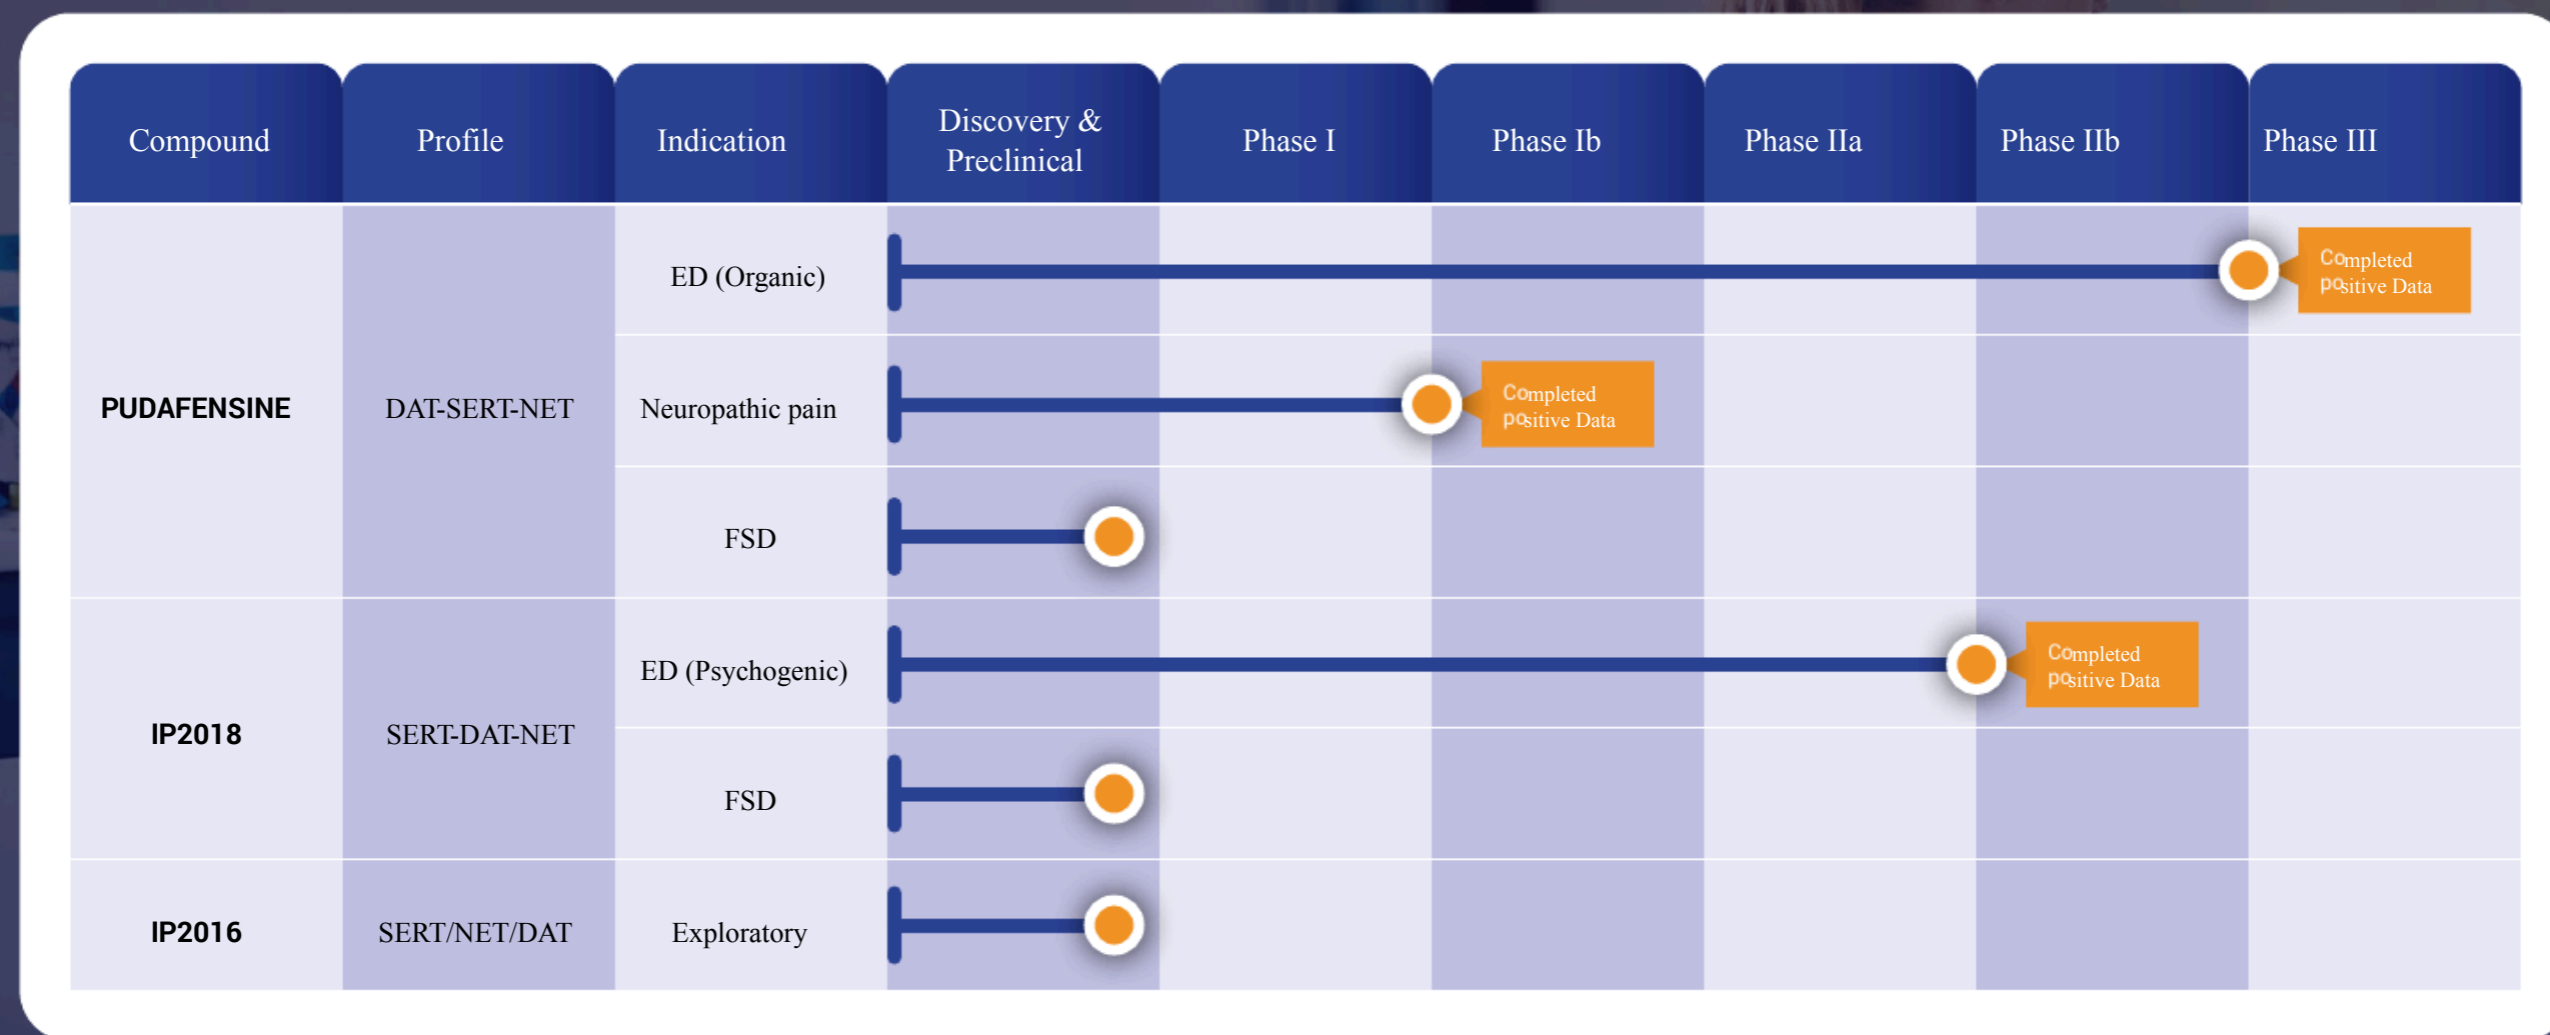 Compound
Profile
Indication
Discovery &
Preclinical
Phase I
Phase Ib
Phase IIa
Phase IIb
Phase III
PUDAFENSINE
DAT-SERT-NET
ED (Organic)
Completed
positive Data
Neuropathic pain
Completed
positive Data
FSD
IP2018
SERT-DAT-NET
ED (Psychogenic)
Completed
positive Data
FSD
IP2016
SERT/NET/DAT
Exploratory